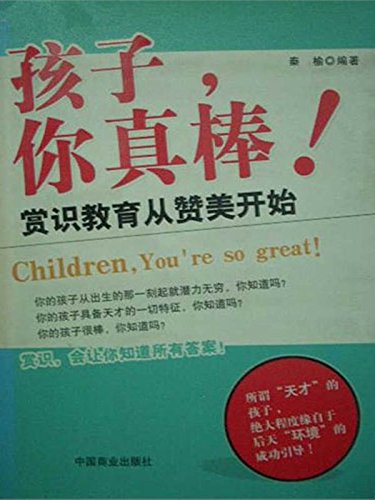 孩子，
秦 榆◎编著
你真棒！
赏识教育从赞美开始
Children, You're so great!
你的孩子从出生的那一刻起就潜力无穷，你知道吗？
你的孩子具备天才的一切特征，你知道吗？
你的孩子很棒，你知道吗？
赏识，会让你知道所有答案！
所谓“天才”的
孩子，
绝大程度缘自于
后天“环境”的
成功引导！
中国商业出版社